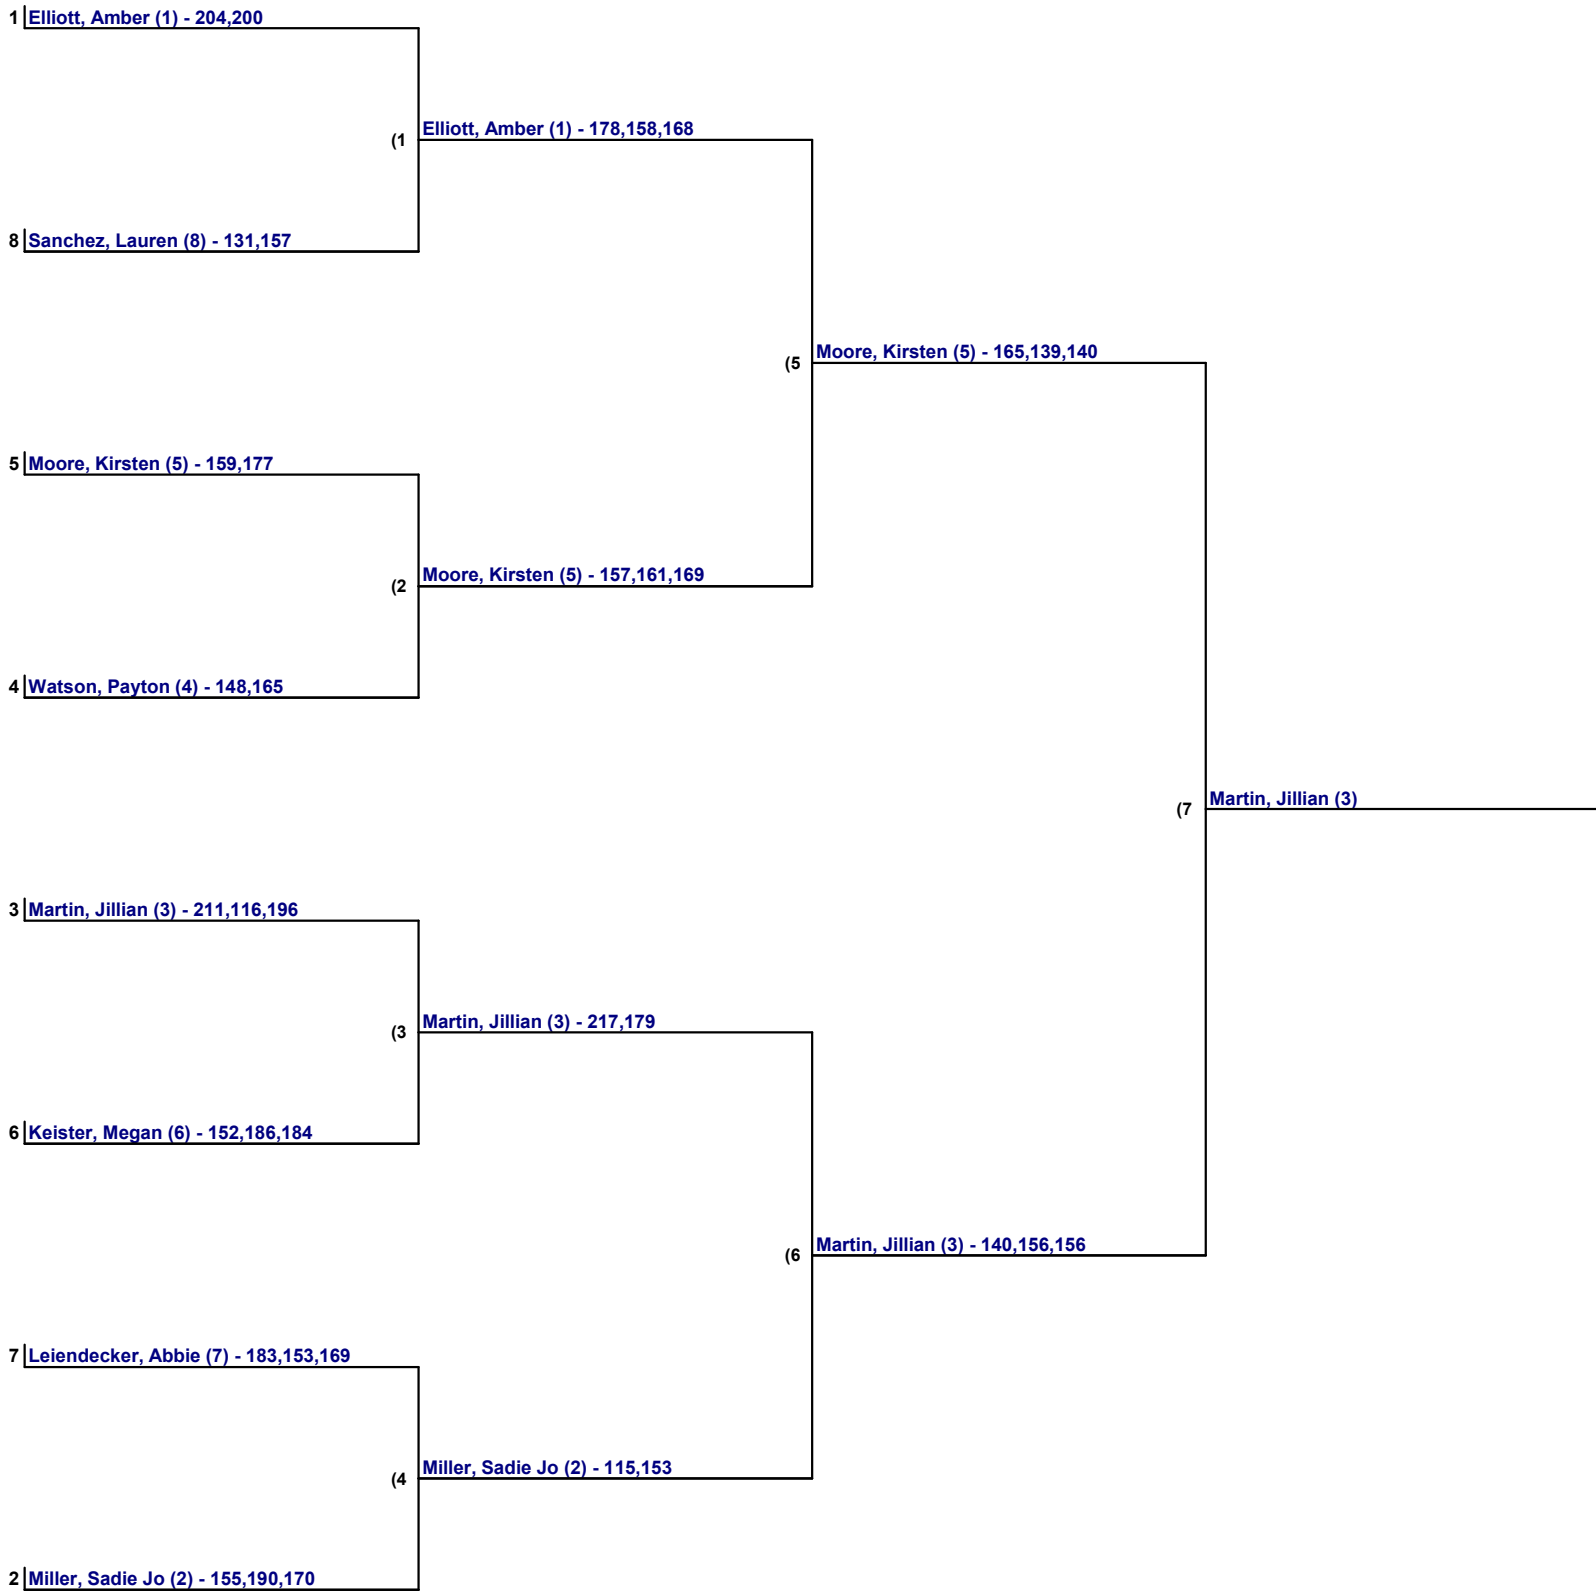 1 Elliott, Amber (1) - 204,200
(1 Elliott, Amber (1) - 178,158,168
8 Sanchez, Lauren (8) - 131,157
(5 Moore, Kirsten (5) - 165,139,140
5 Moore, Kirsten (5) - 159,177
(2 Moore, Kirsten (5) - 157,161,169
4 Watson, Payton (4) - 148,165
(7 Martin, Jillian (3)
3 Martin, Jillian (3) - 211,116,196
(3 Martin, Jillian (3) - 217,179
6 Keister, Megan (6) - 152,186,184
(6 Martin, Jillian (3) - 140,156,156
7 Leiendecker, Abbie (7) - 183,153,169
(4 Miller, Sadie Jo (2) - 115,153
2 Miller, Sadie Jo (2) - 155,190,170